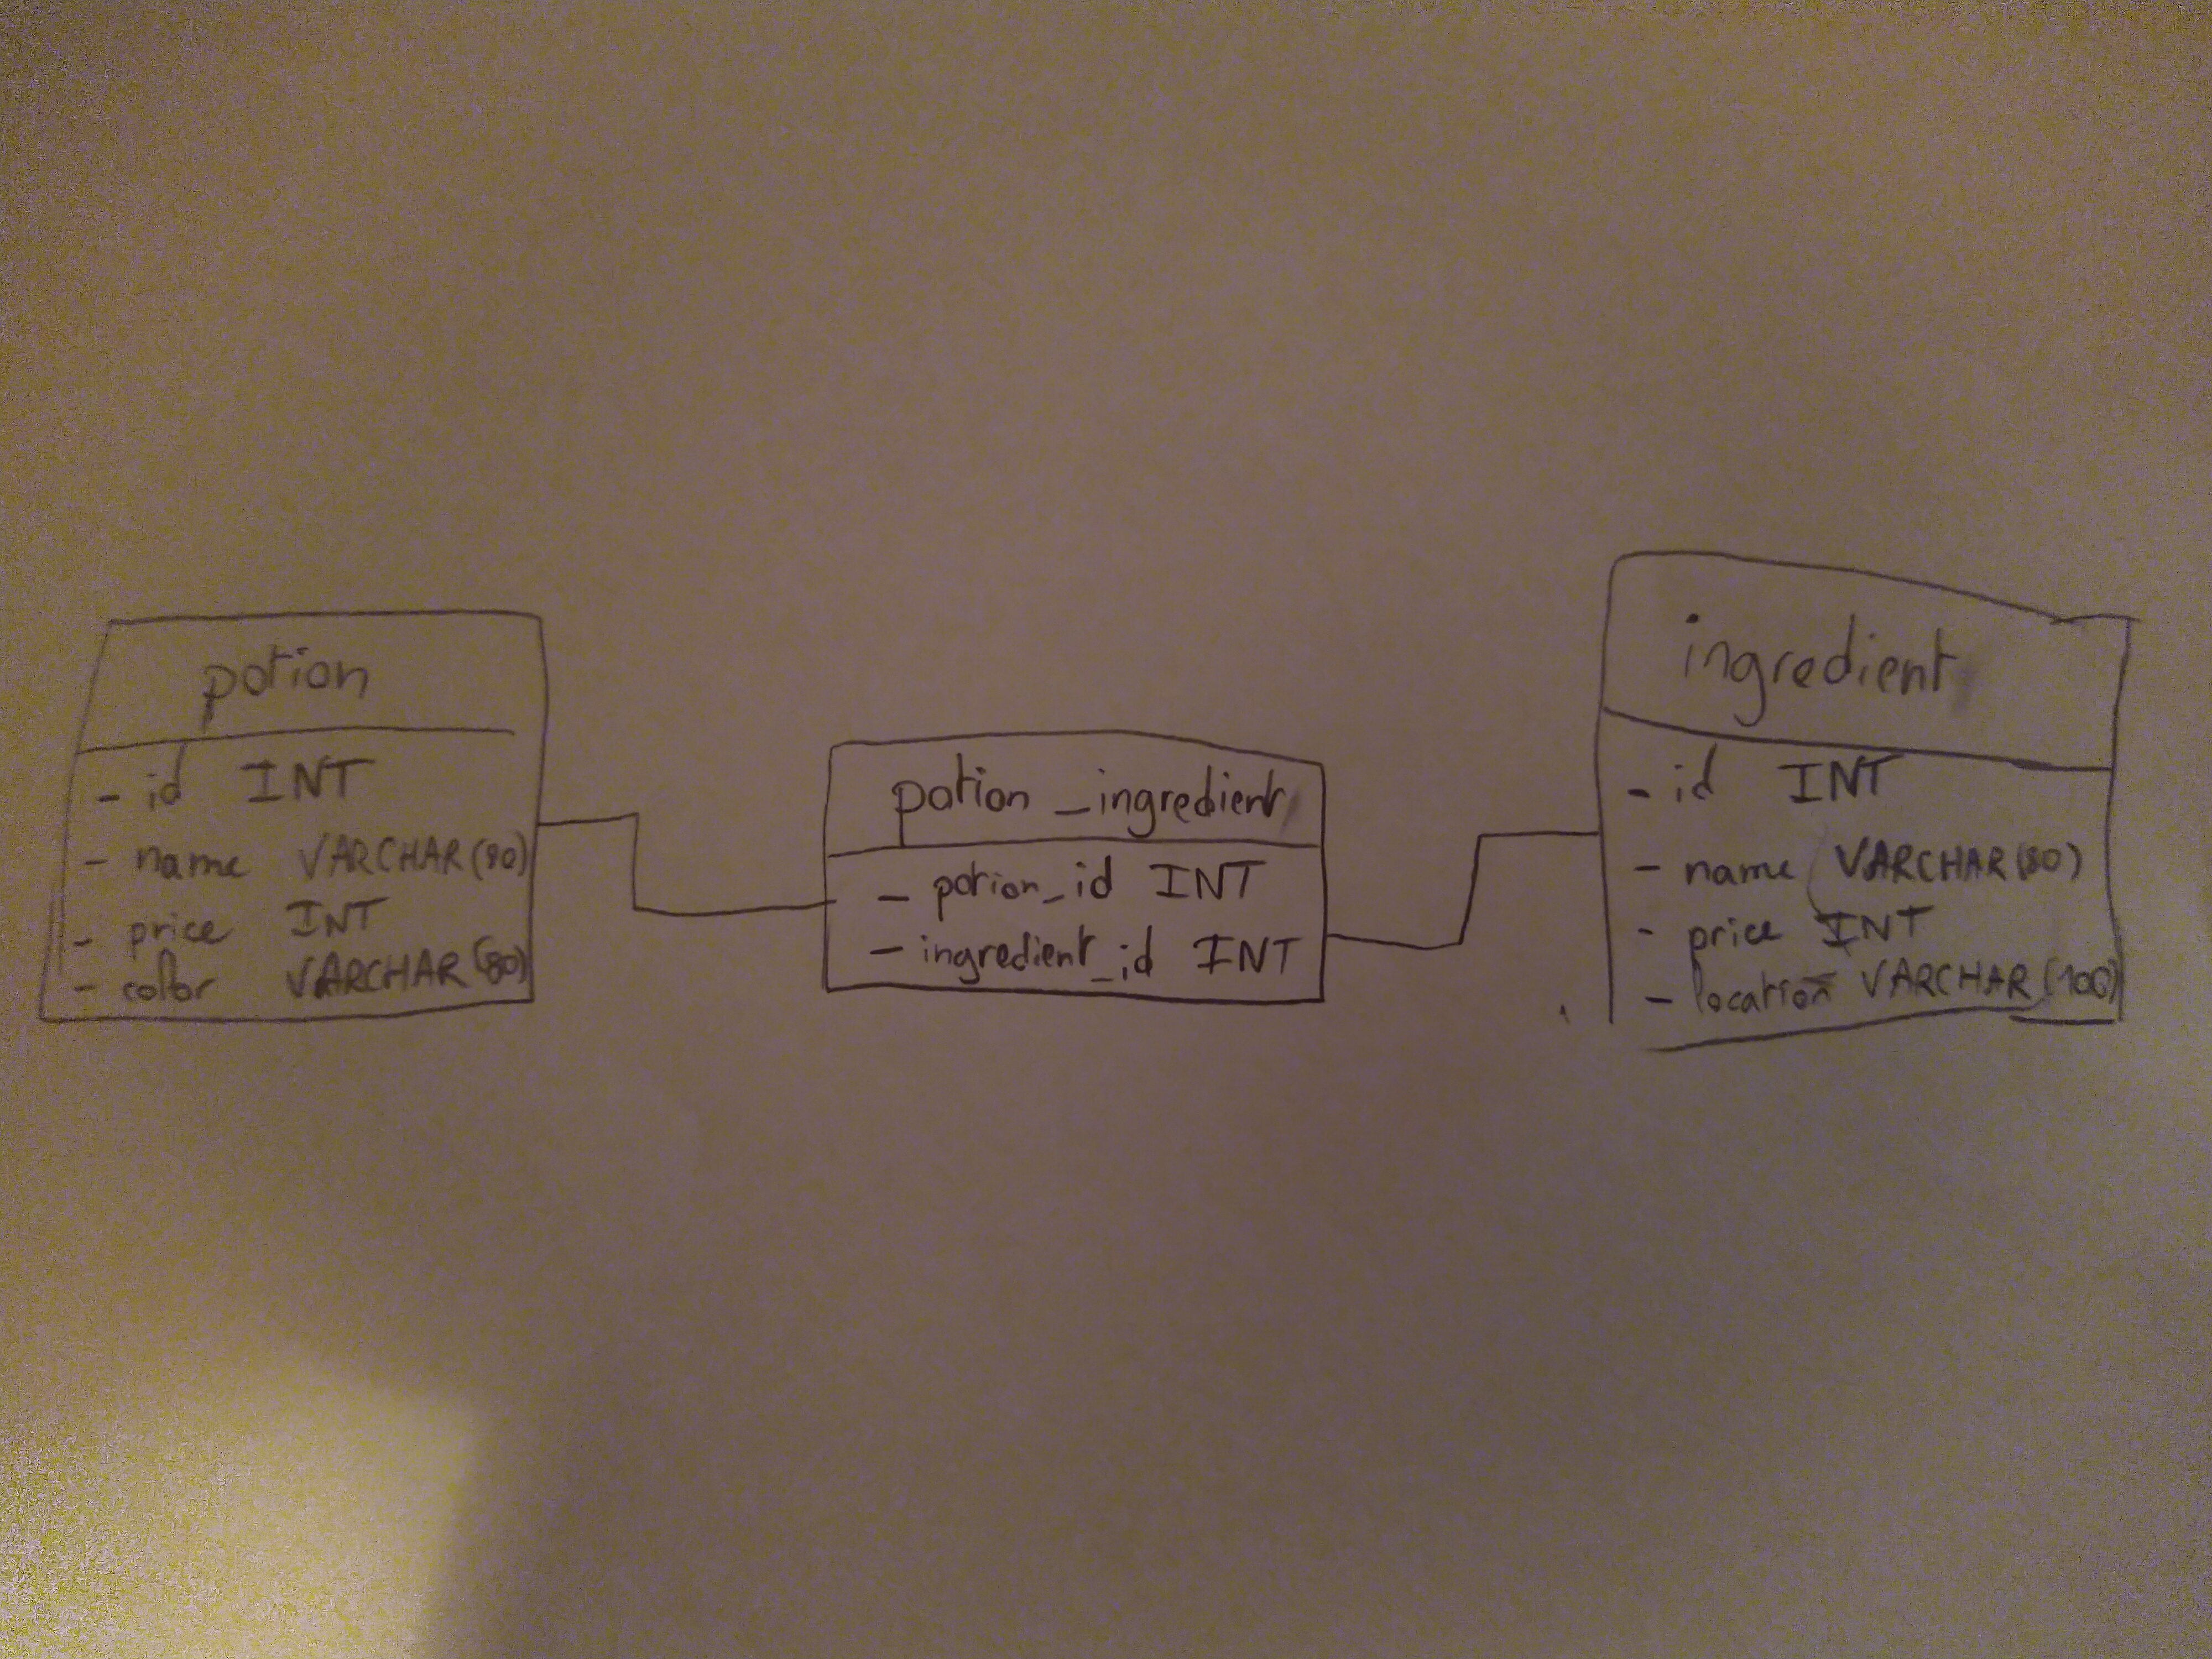 potion
- id INT
- name VARCHAR(80)
- price INT
- color VARCHAR(80)
potion_ingredient
- potion_id INT
- ingredient_id INT
ingredient
- id INT
- name VARCHAR(80)
- price INT
- location VARCHAR(100)